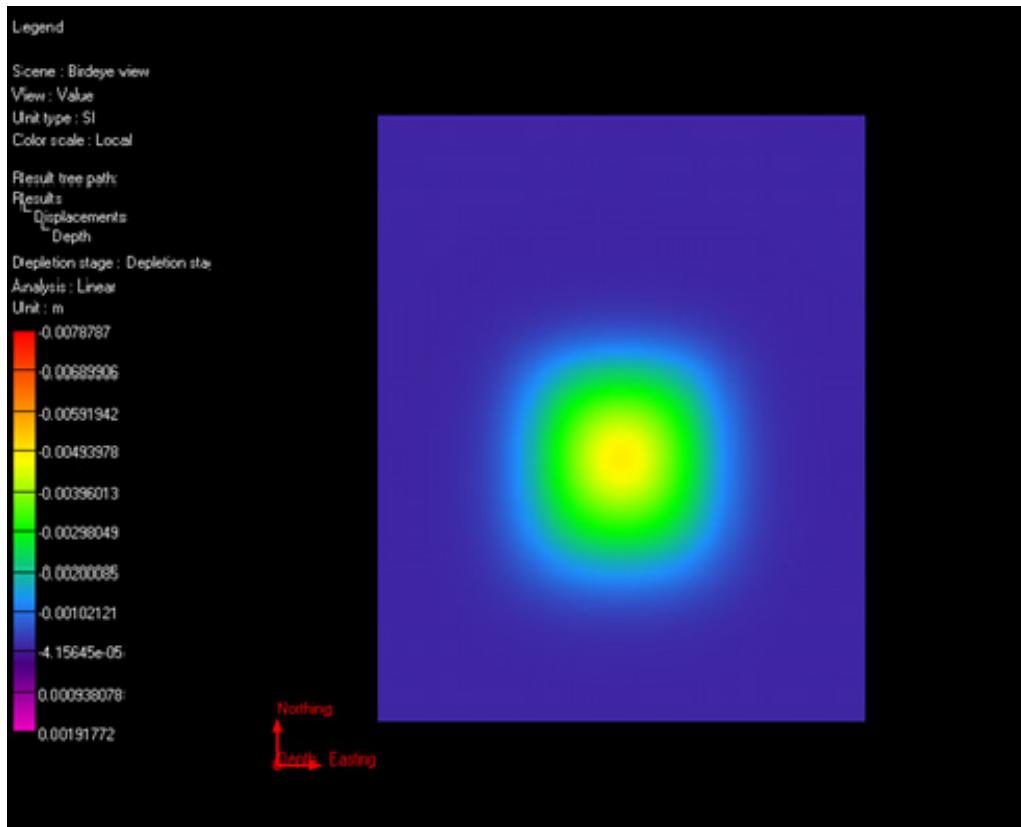 Legend
Scene : Birdeye view
View : Value
Unit type : SI
Color scale : Local
Result tree path:
Results
Displacements
Depth
Depletion stage : Depletion sta
Analysis : Linear
Unit : m
-0.0078787
-0.00689906
-0.00591942
-0.00493978
-0.00396013
-0.00298049
-0.00200085
-0.00102121
-4.15645e-05
0.000938078
0.00191772
Northing
Depth Easting